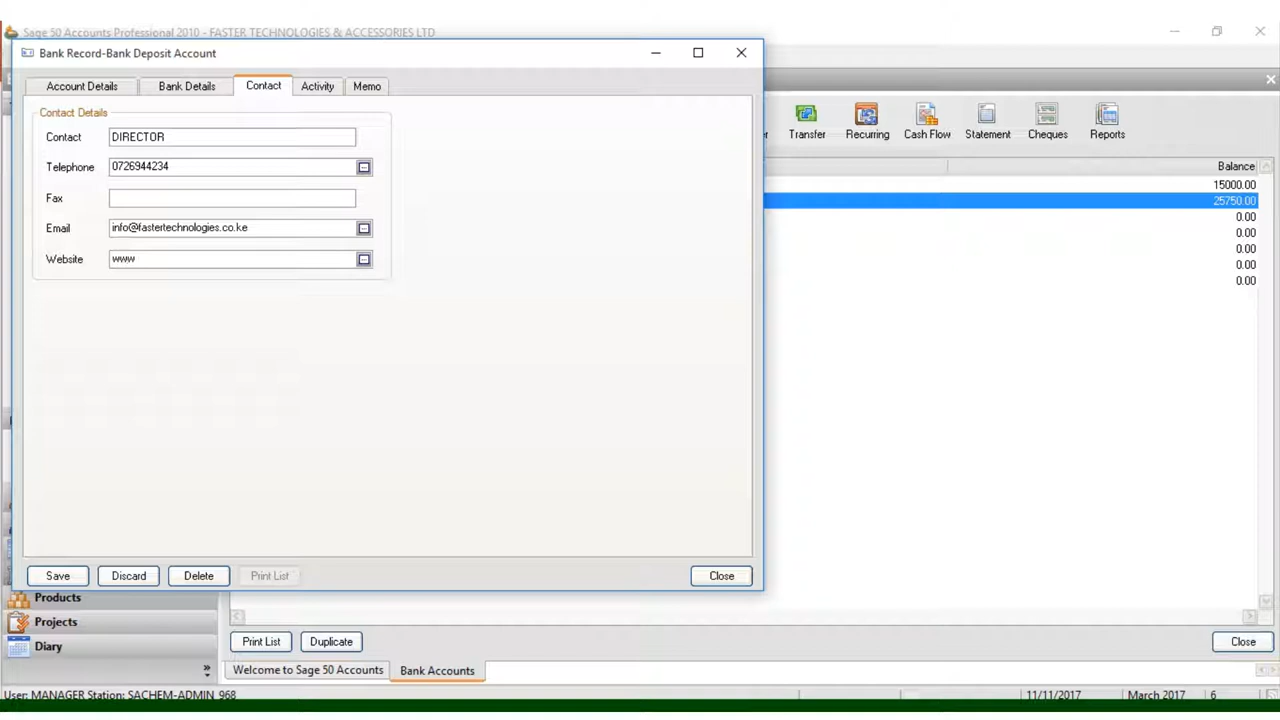 Sage 50 Accounts Professional 2010 - FASTER TECHNOLOGIES & ACCESSORIES LTD
Bank Record-Bank Deposit Account
Account Details Bank Details Contact Activity Memo
Contact Details
Contact DIRECTOR
Telephone 0726944234
Fax
Email info@fastertechnologies.co.ke
Website www
Save Discard Delete Print List Close
Transfer Recurring Cash Flow Statement Cheques Reports
Balance
15000.00
25750.00
0.00
0.00
0.00
0.00
0.00
Products
Projects
Diary
Print List Duplicate Close
Welcome to Sage 50 Accounts Bank Accounts
User: MANAGER Station: SACHEM-ADMIN_968 11/11/2017 March 2017 6